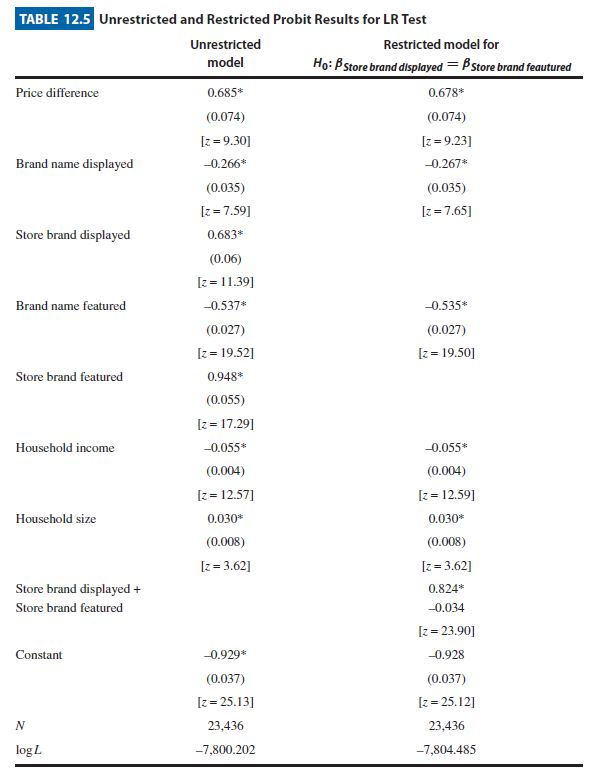 TABLE 12.5 Unrestricted and Restricted Probit Results for LR Test
Unrestricted model
Restricted model for
H0: βStore brand displayed = βStore brand feautured
Price difference 0.685* 0.678*
(0.074) (0.074)
[z = 9.30] [z = 9.23]
Brand name displayed –0.266* –0.267*
(0.035) (0.035)
[z = 7.59] [z = 7.65]
Store brand displayed 0.683*
(0.06)
[z = 11.39]
Brand name featured –0.537* –0.535*
(0.027) (0.027)
[z = 19.52] [z = 19.50]
Store brand featured 0.948*
(0.055)
[z = 17.29]
Household income –0.055* –0.055*
(0.004) (0.004)
[z = 12.57] [z = 12.59]
Household size 0.030* 0.030*
(0.008) (0.008)
[z = 3.62] [z = 3.62]
Store brand displayed + 0.824*
Store brand featured –0.034
[z = 23.90]
Constant –0.929* –0.928
(0.037) (0.037)
[z = 25.13] [z = 25.12]
N 23,436 23,436
log L –7,800.202 –7,804.485